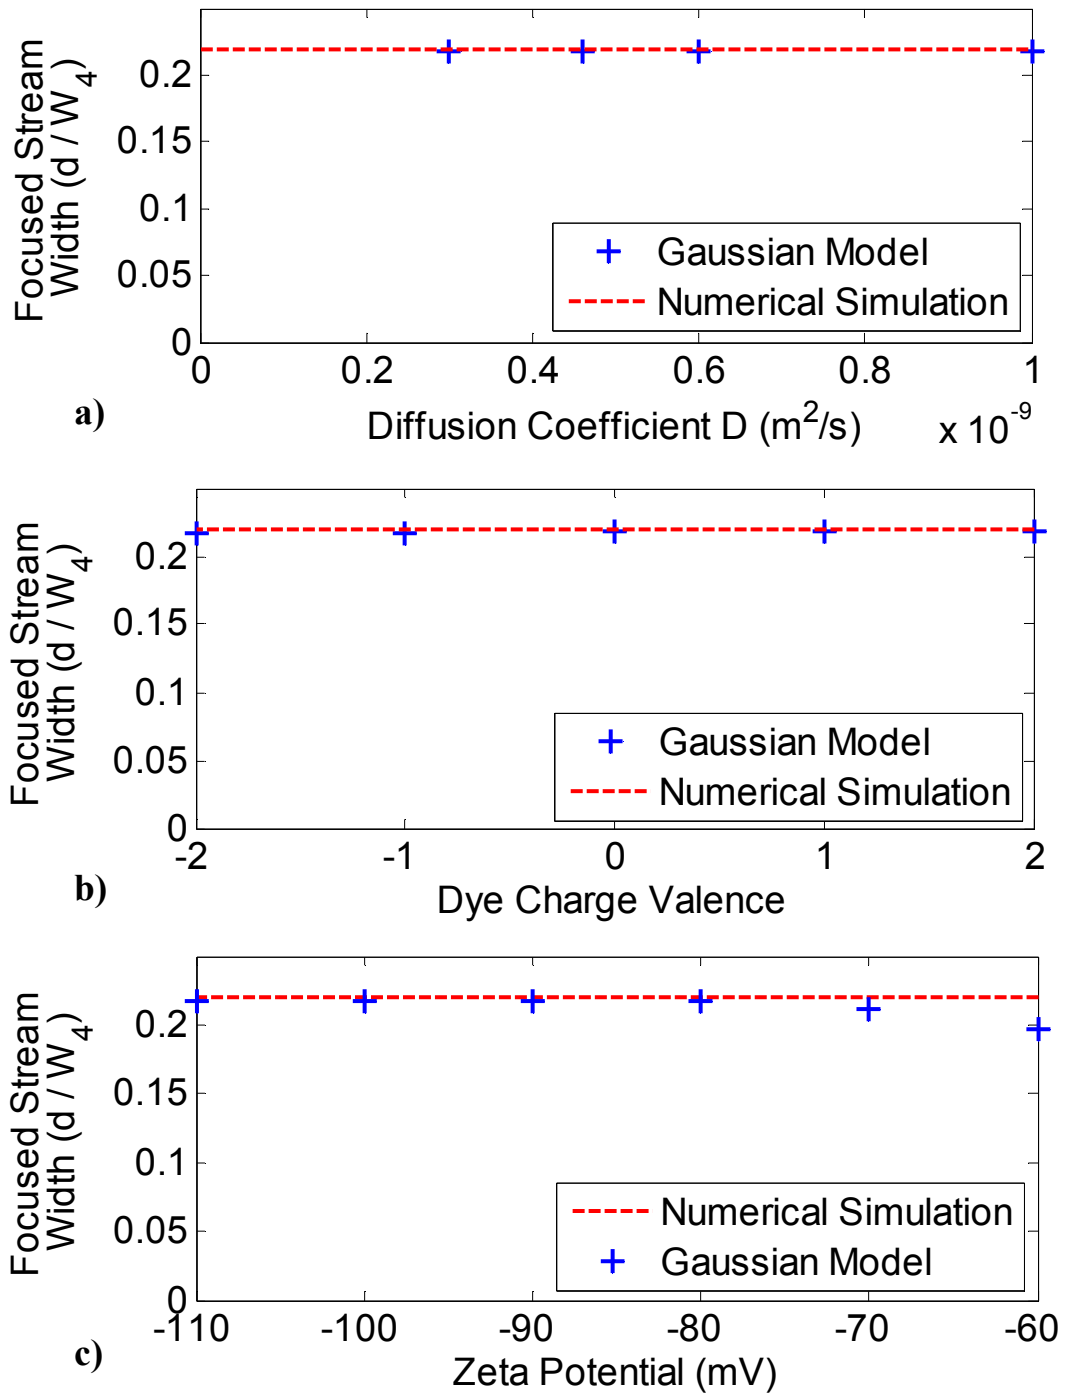 Focused Stream
Width (d / W4)
0.2
0.15
0.1
0.05
0
0
0.2
0.4
0.6
0.8
1
Gaussian Model
Numerical Simulation
a)
Diffusion Coefficient D (m²/s)
x 10⁻⁹
Focused Stream
Width (d / W4)
0.2
0.15
0.1
0.05
0
-2
-1
0
1
2
Gaussian Model
Numerical Simulation
b)
Dye Charge Valence
Focused Stream
Width (d / W4)
0.2
0.15
0.1
0.05
0
-110
-100
-90
-80
-70
-60
Numerical Simulation
Gaussian Model
c)
Zeta Potential (mV)